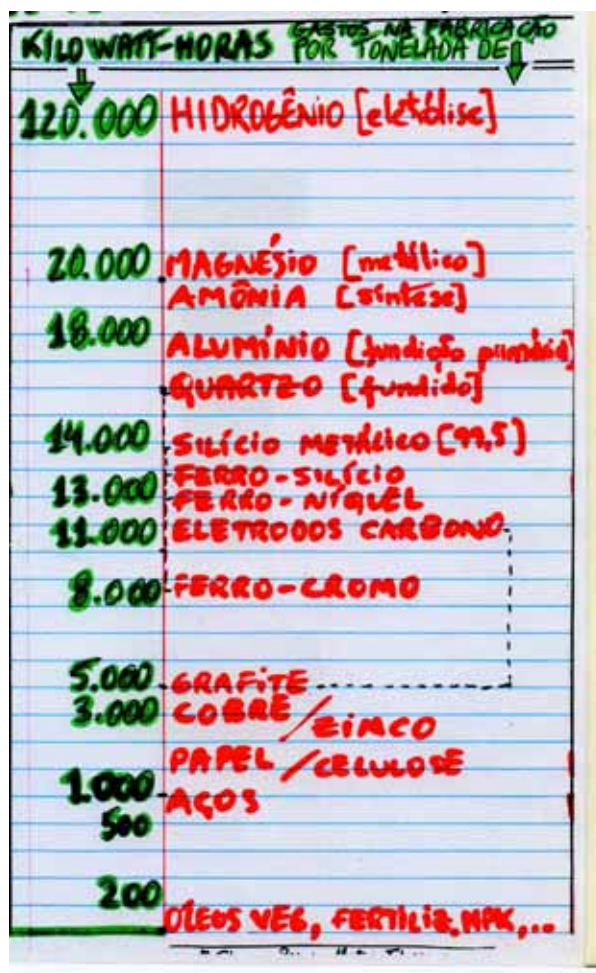 KILOWATT-HORAS GASTOS NA FABRICAÇÃO
POR TONELADA DE
120.000 HIDROGÊNIO [eletrólise]
20.000 MAGNÉSIO [metálico]
AMÔNIA [síntese]
18.000
ALUMÍNIO [fundição primária]
QUARTZO [fundido]
14.000 SILÍCIO METÁLICO [99,5]
FERRO-SILÍCIO
13.000 FERRO-NÍQUEL
11.000 ELETRODOS CARBONO
8.000 FERRO-CROMO
5.000 GRAFITE
3.000 COBRE/ZINCO
PAPEL/CELULOSE
1.000 AÇOS
500
200
ÓLEOS VEG, FERTILIZ. NPK,...